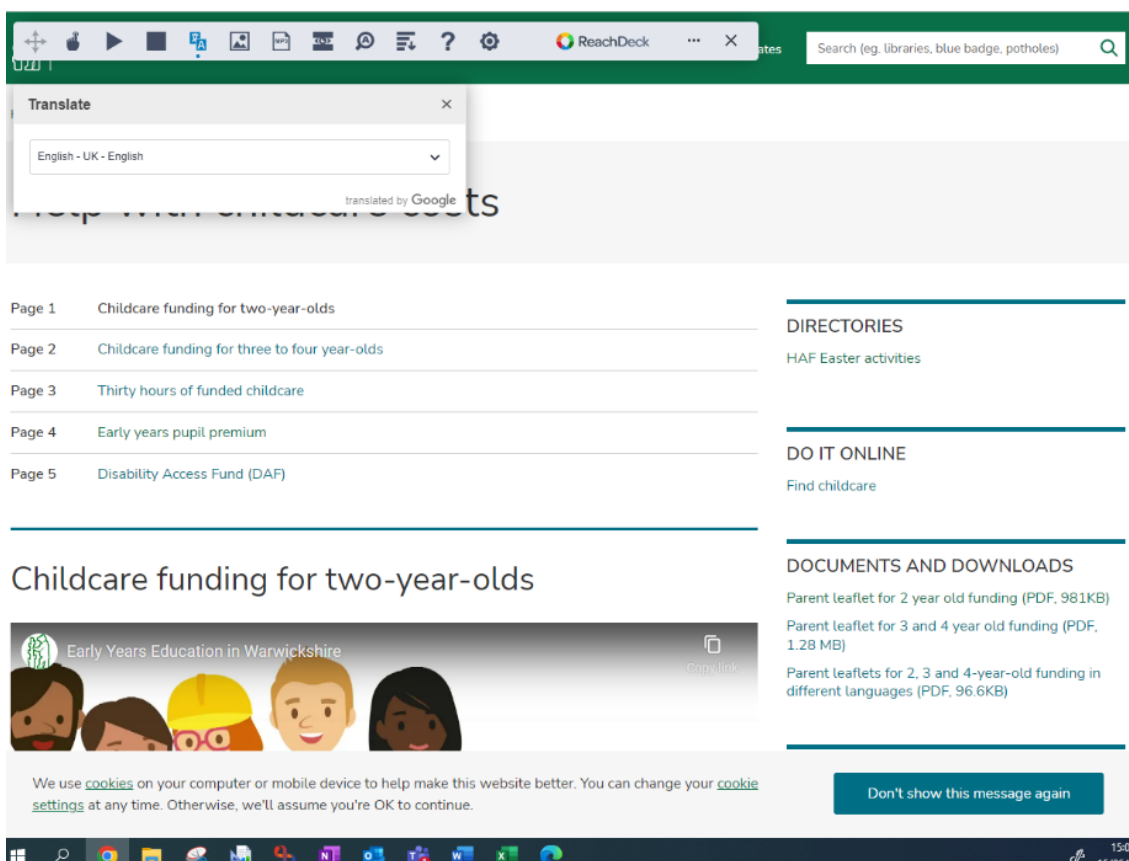 MP3
ReachDeck
ates
Search (eg. libraries, blue badge, potholes)
Translate
English - UK - English
translated by Google
Help with childcare costs
Page 1 Childcare funding for two-year-olds
Page 2 Childcare funding for three to four year-olds
Page 3 Thirty hours of funded childcare
Page 4 Early years pupil premium
Page 5 Disability Access Fund (DAF)
DIRECTORIES
HAF Easter activities
DO IT ONLINE
Find childcare
DOCUMENTS AND DOWNLOADS
Parent leaflet for 2 year old funding (PDF, 981KB)
Parent leaflet for 3 and 4 year old funding (PDF,
1.28 MB)
Parent leaflets for 2, 3 and 4-year-old funding in
different languages (PDF, 96.6KB)
Childcare funding for two-year-olds
Early Years Education in Warwickshire
Copy link
We use cookies on your computer or mobile device to help make this website better. You can change your cookie
settings at any time. Otherwise, we'll assume you're OK to continue.
Don't show this message again